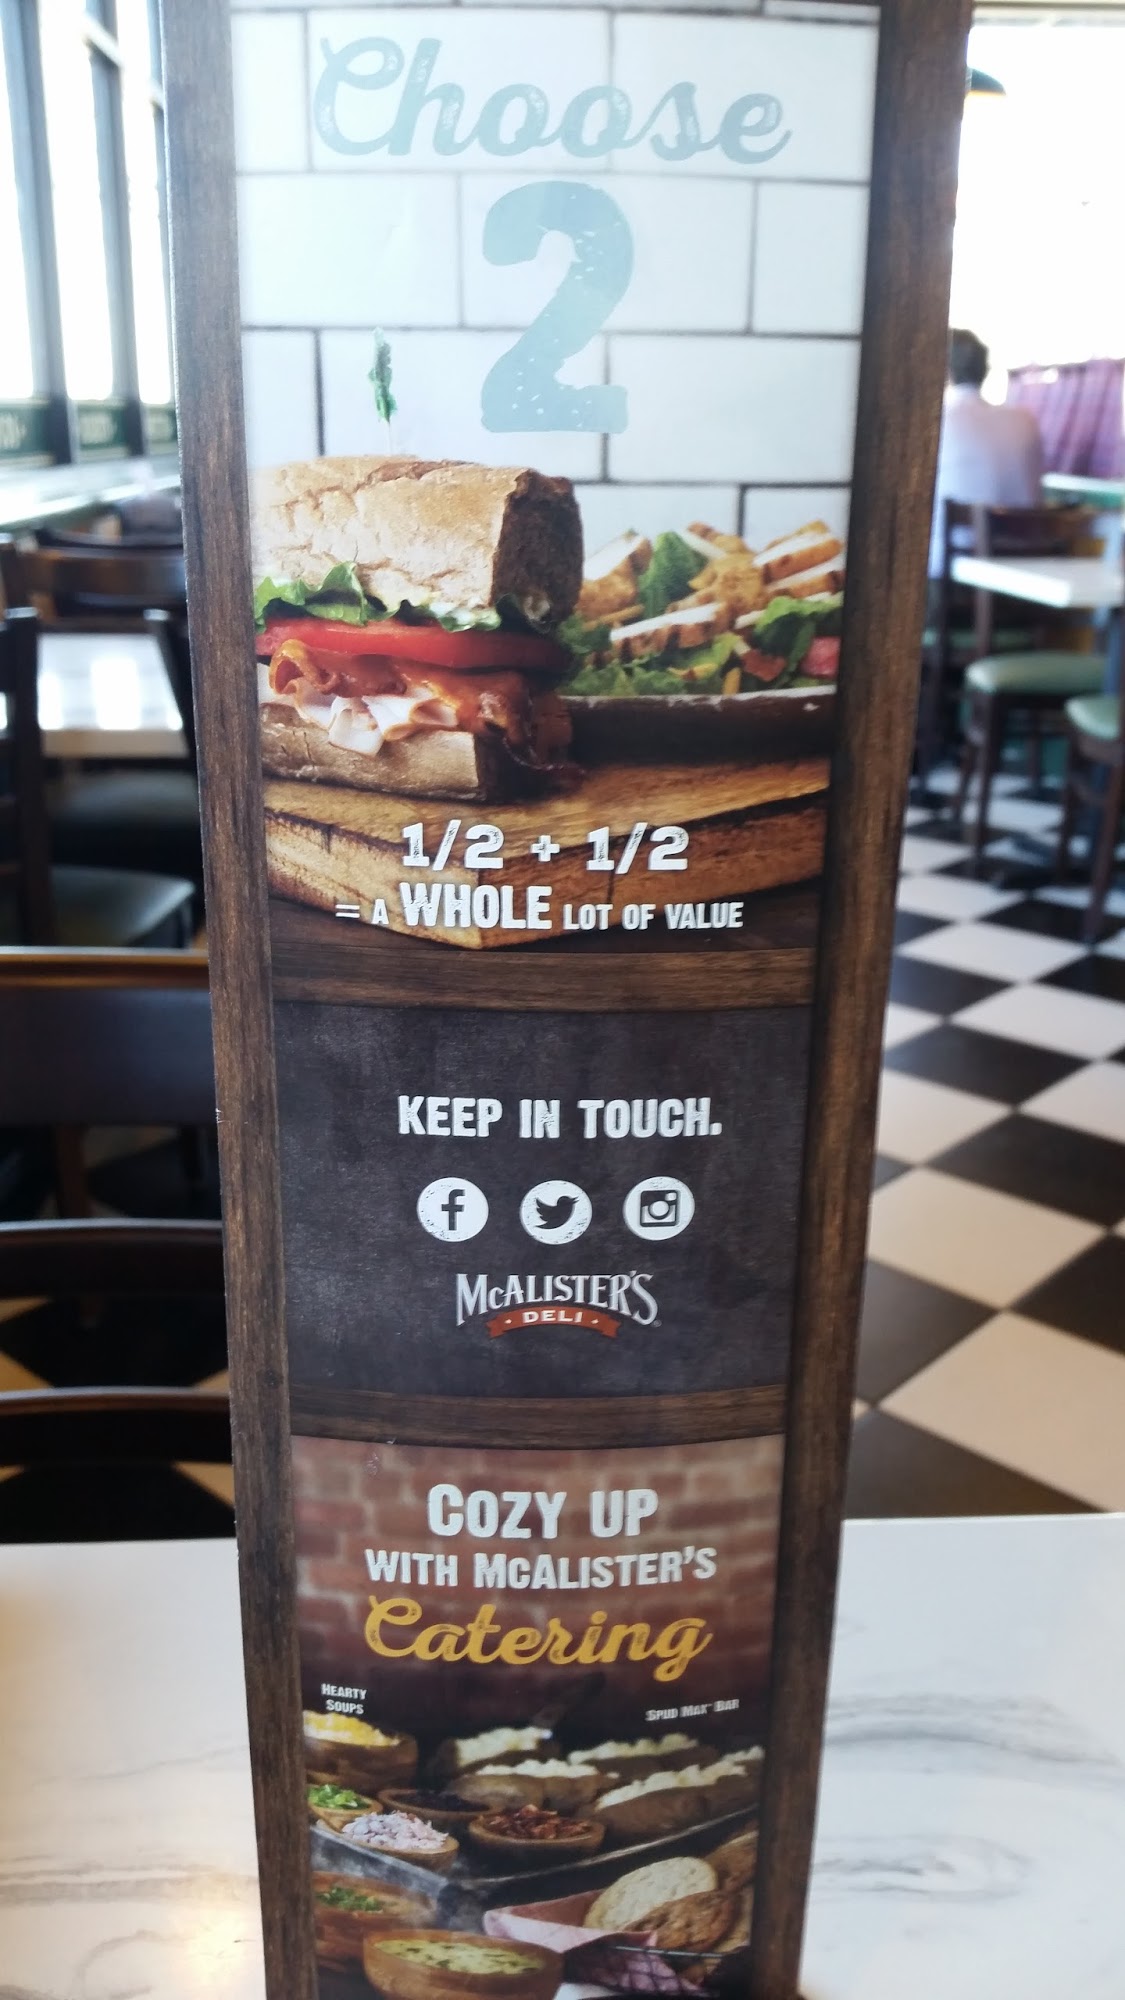 Choose
2
1/2 + 1/2
= A WHOLE LOT OF VALUE
KEEP IN TOUCH.
McALISTER'S
• DELI •
COZY UP
WITH McALISTER'S
Catering
HEARTY
SOUPS
SPUD MAX™ BAR